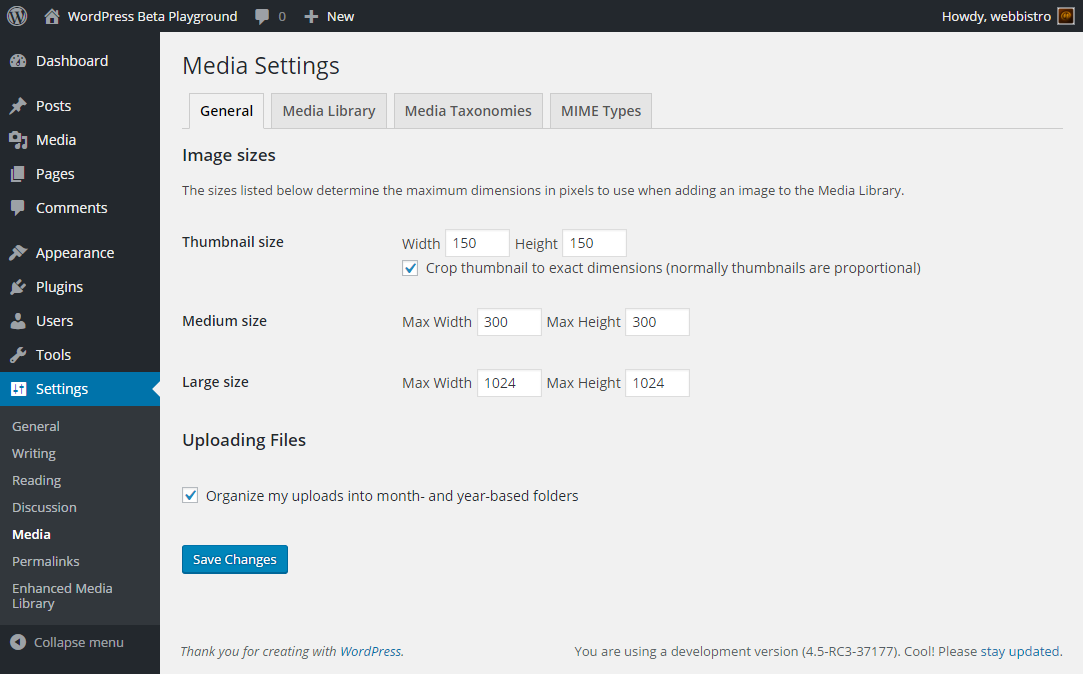 WordPress Beta Playground 0 New Howdy, webbistro
Dashboard
Posts
Media
Pages
Comments
Appearance
Plugins
Users
Tools
Settings
General
Writing
Reading
Discussion
Media
Permalinks
Enhanced Media
Library
Collapse menu
Media Settings
General Media Library Media Taxonomies MIME Types
Image sizes
The sizes listed below determine the maximum dimensions in pixels to use when adding an image to the Media Library.
Thumbnail size Width 150 Height 150
Crop thumbnail to exact dimensions (normally thumbnails are proportional)
Medium size Max Width 300 Max Height 300
Large size Max Width 1024 Max Height 1024
Uploading Files
Organize my uploads into month- and year-based folders
Save Changes
Thank you for creating with WordPress. You are using a development version (4.5-RC3-37177). Cool! Please stay updated.